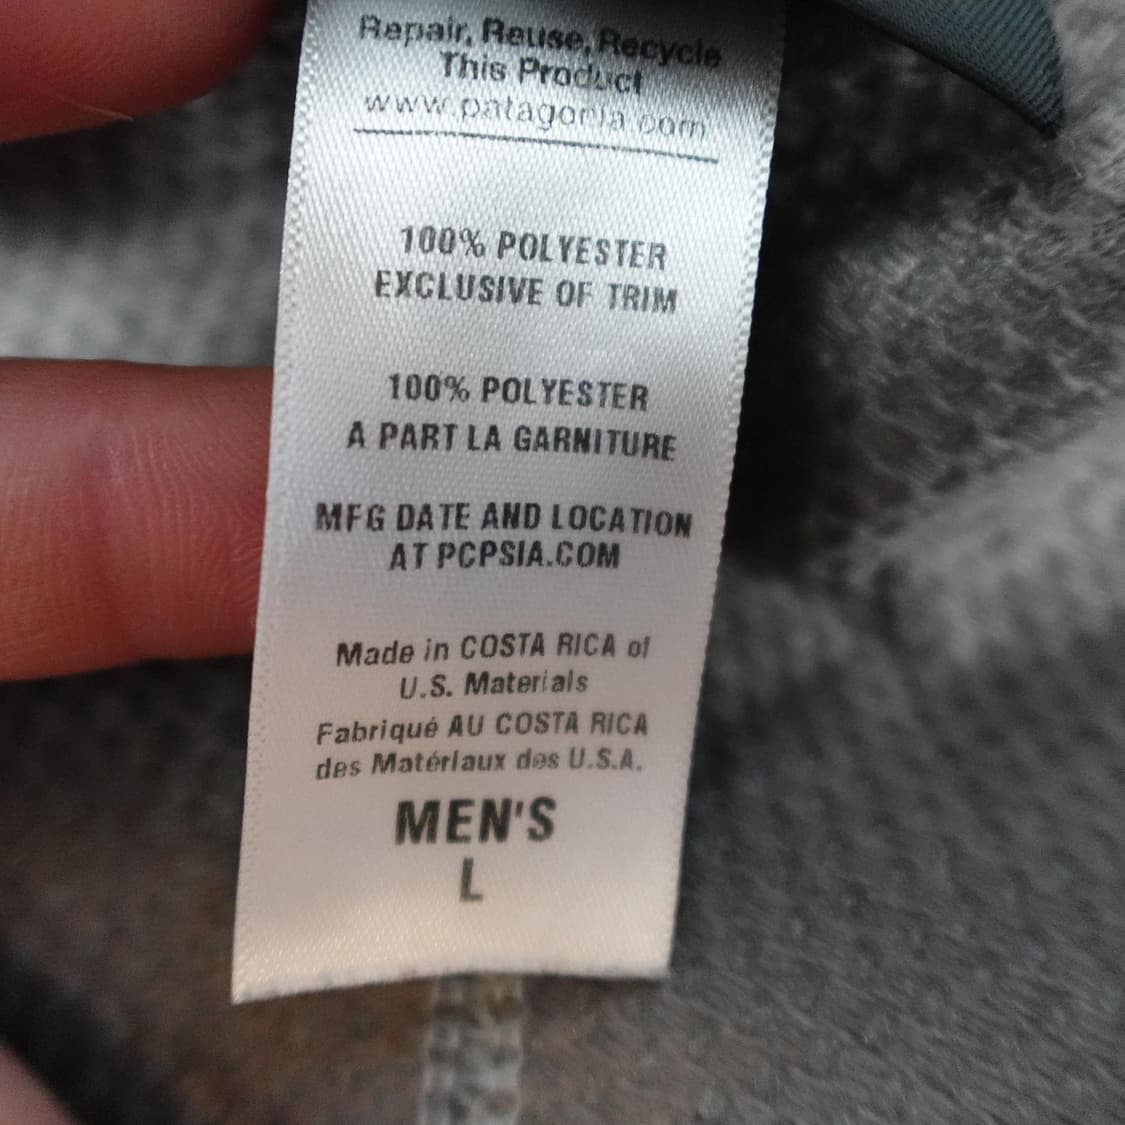 Repair, Reuse, Recycle
This Product
www.patagonia.com
100% POLYESTER
EXCLUSIVE OF TRIM
100% POLYESTER
A PART LA GARNITURE
MFG DATE AND LOCATION
AT PCPSIA.COM
Made in COSTA RICA of
U.S. Materials
Fabriqué AU COSTA RICA
des Matériaux des U.S.A.
MEN'S
L